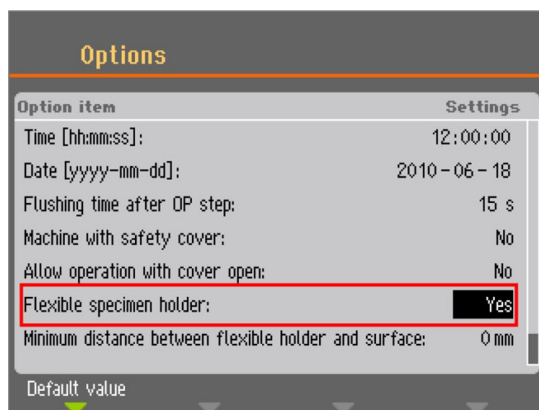 Options
Option item Settings
Time [hh:mm:ss]: 12:00:00
Date [yyyy-mm-dd]: 2010-06-18
Flushing time after OP step: 15 s
Machine with safety cover: No
Allow operation with cover open: No
Flexible specimen holder: Yes
Minimum distance between flexible holder and surface: 0 mm
Default value